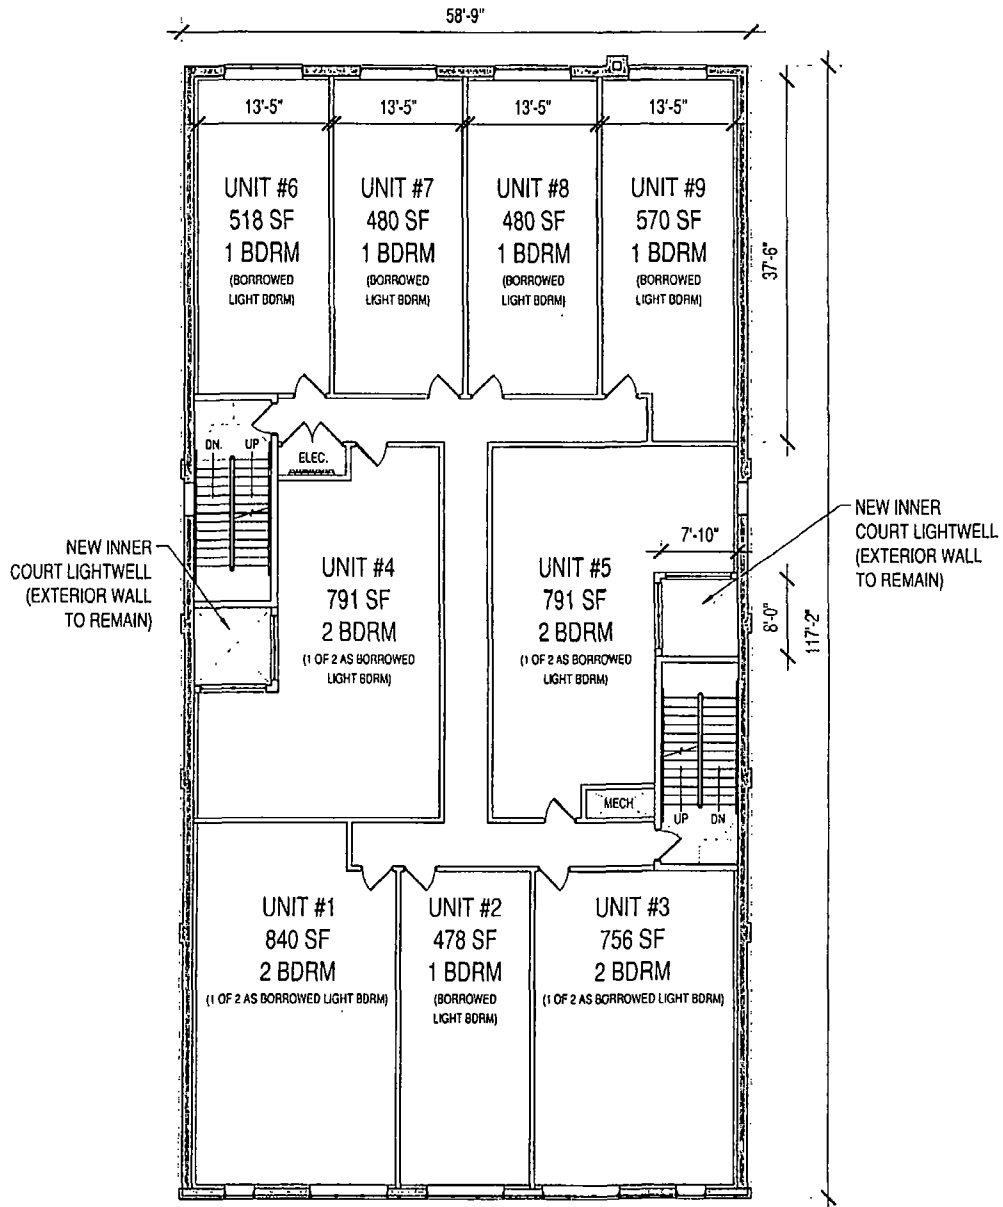 58'-9"
13'-5"
13'-5"
13'-5"
13'-5"
UNIT #6
518 SF
1 BDRM
(BORROWED
LIGHT BDRM)
UNIT #7
480 SF
1 BDRM
(BORROWED
LIGHT BDRM)
UNIT #8
480 SF
1 BDRM
(BORROWED
LIGHT BDRM)
UNIT #9
570 SF
1 BDRM
(BORROWED
LIGHT BDRM)
37'-6"
DN.
UP
ELEC.
NEW INNER
COURT LIGHTWELL
(EXTERIOR WALL
TO REMAIN)
UNIT #4
791 SF
2 BDRM
(1 OF 2 AS BORROWED
LIGHT BDRM)
UNIT #5
791 SF
2 BDRM
(1 OF 2 AS BORROWED
LIGHT BDRM)
7'-10"
NEW INNER
COURT LIGHTWELL
(EXTERIOR WALL
TO REMAIN)
8'-0"
117'-2"
MECH
UP
DN
UNIT #1
840 SF
2 BDRM
(1 OF 2 AS BORROWED LIGHT BDRM)
UNIT #2
478 SF
1 BDRM
(BORROWED
LIGHT BDRM)
UNIT #3
756 SF
2 BDRM
(1 OF 2 AS BORROWED LIGHT BDRM)